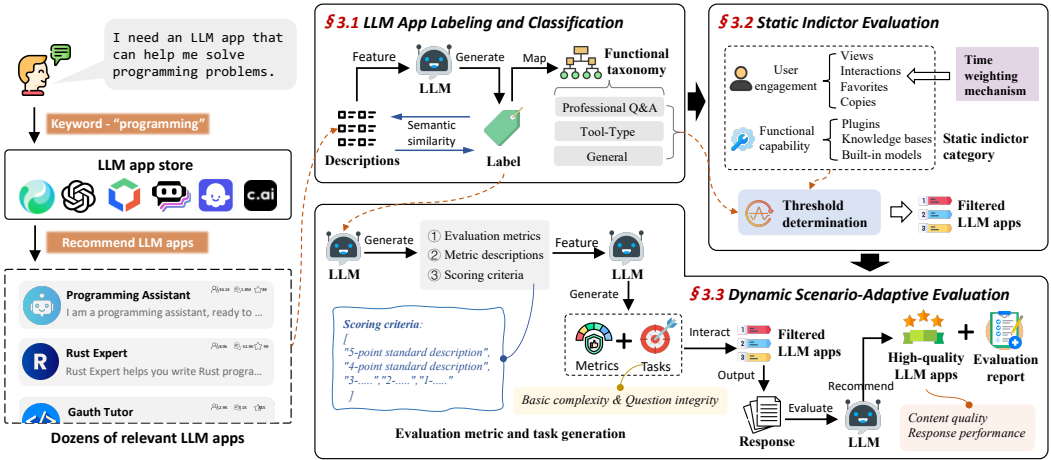 I need an LLM app that
can help me solve
programming problems.
Keyword - "programming"
LLM app store
c.ai
Recommend LLM apps
Programming Assistant
I am a programming assistant, ready to ...
R
Rust Expert
Rust Expert helps you write Rust progra...
Gauth Tutor
Dozens of relevant LLM apps
§ 3.1 LLM App Labeling and Classification
Feature
Generate
Map
LLM
Functional
taxonomy
Professional Q&A
Tool-Type
General
Semantic
similarity
Descriptions
Label
§ 3.2 Static Indictor Evaluation
User
engagement
Views
Interactions
Favorites
Copies
Time
weighting
mechanism
Functional
capability
Plugins
Knowledge bases
Built-in models
Static indictor
category
Threshold
determination
1
2
3
Filtered
LLM apps
LLM
Generate
① Evaluation metrics
② Metric descriptions
③ Scoring criteria
Feature
LLM
Generate
Scoring criteria:
[
"5-point standard description",
"4-point standard description",
"3-.....","2-.....","1-....."
]
Metrics
Tasks
Basic complexity & Question integrity
Evaluation metric and task generation
§ 3.3 Dynamic Scenario-Adaptive Evaluation
Interact
1
2
3
Filtered
LLM apps
Output
Response
Evaluate
LLM
Recommend
High-quality
LLM apps
Evaluation
report
Content quality
Response performance